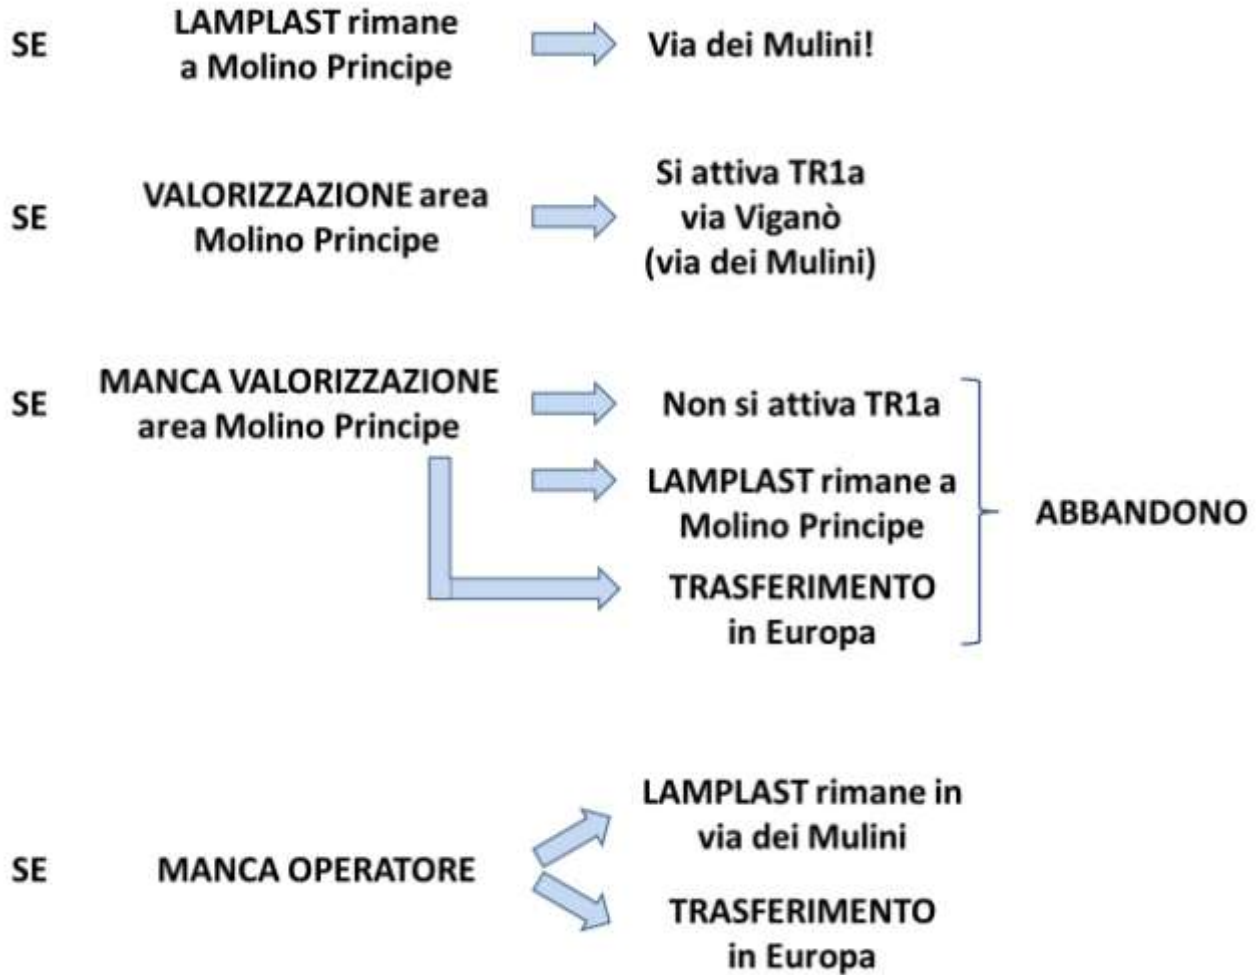 SE
LAMPLAST rimane
a Molino Principe
Via dei Mulini!
SE
VALORIZZAZIONE area
Molino Principe
Si attiva TR1a
via Viganò
(via dei Mulini)
SE
MANCA VALORIZZAZIONE
area Molino Principe
Non si attiva TR1a
LAMPLAST rimane a
Molino Principe
TRASFERIMENTO
in Europa
ABBANDONO
SE
MANCA OPERATORE
LAMPLAST rimane in
via dei Mulini
TRASFERIMENTO
in Europa